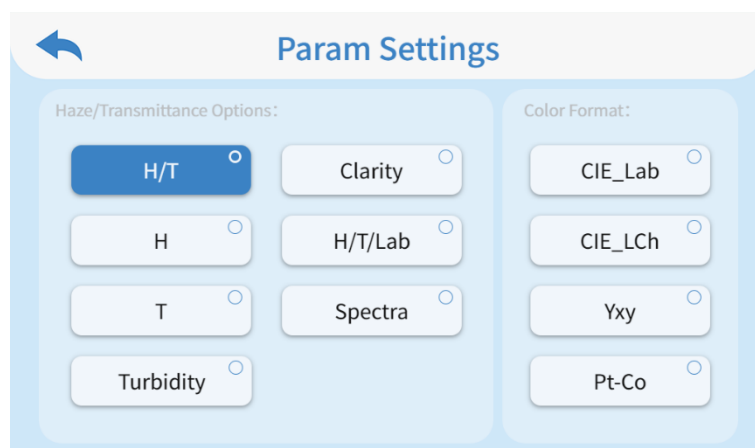 Param Settings
Haze/Transmittance Options:
H/T
Clarity
H
H/T/Lab
T
Spectra
Turbidity
Color Format:
CIE_Lab
CIE_LCh
Yxy
Pt-Co